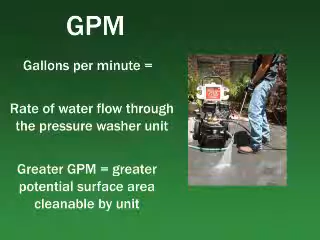 GPM
Gallons per minute =
Rate of water flow through
the pressure washer unit
Greater GPM = greater
potential surface area
cleanable by unit